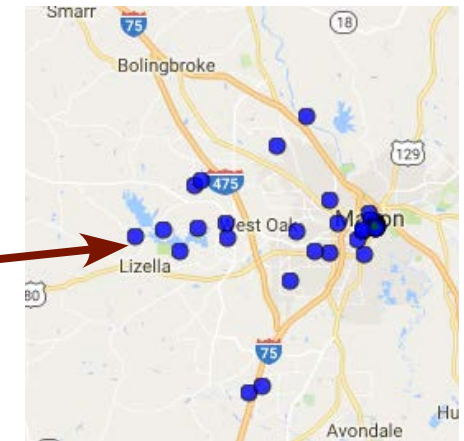 Smarr
75
18
Bolingbroke
129
475
West Oak
Macon
Lizella
80
75
Hu
Avondale